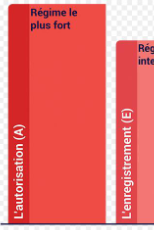 Régime le
plus fort
L'autorisation (A)
L'enregistrement (E)